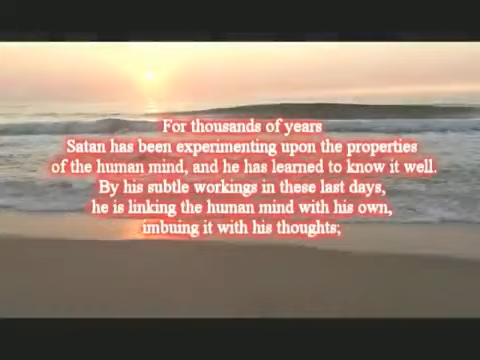 For thousands of years
Satan has been experimenting upon the properties
of the human mind, and he has learned to know it well.
By his subtle workings in these last days,
he is linking the human mind with his own,
imbuing it with his thoughts;